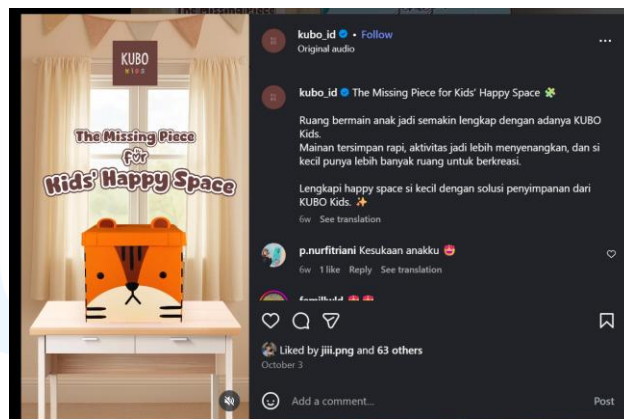 KUBO
KIDS
The Missing Piece
for
Kids' Happy Space
kubo_id • Follow
Original audio
kubo_id The Missing Piece for Kids' Happy Space
Ruang bermain anak jadi semakin lengkap dengan adanya KUBO
Kids.
Mainan tersimpan rapi, aktivitas jadi lebih menyenangkan, dan si
kecil punya lebih banyak ruang untuk berkreasi.
Lengkapi happy space si kecil dengan solusi penyimpanan dari
KUBO Kids.
6w See translation
p.nurfitriani Kesukaan anakku
6w 1 like Reply See translation
Liked by jiii.png and 63 others
October 3
Add a comment...
Post